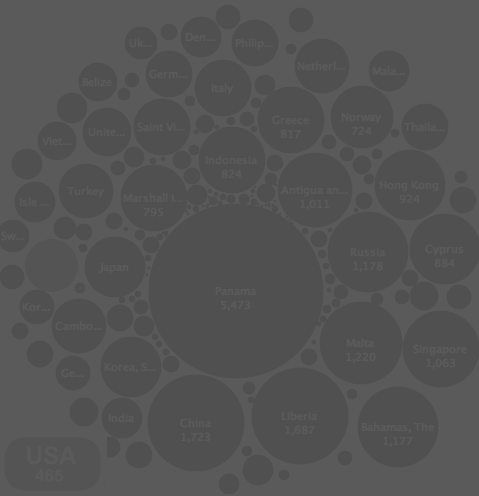 Uk...
Den...
Philip...
Belize
Germ...
Italy
Netherl...
Mala...
Viet...
Unite...
Saint Vi...
Greece
817
Norway
724
Thaila...
Indonesia
824
Isle ...
Turkey
Marshall I...
795
Antigua an...
1,011
Hong Kong
924
Sw...
Japan
Russia
1,178
Cyprus
884
Panama
5,473
Kor...
Cambo...
Malta
1,220
Singapore
1,063
Ge...
Korea, S...
India
China
1,723
Liberia
1,687
Bahamas, The
1,177
USA
485